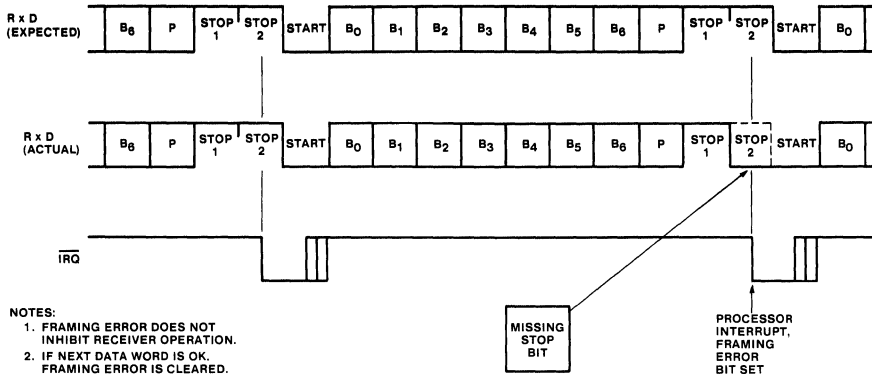 R x D
(EXPECTED)
B6 P STOP 1 STOP 2 START B0 B1 B2 B3 B4 B5 B6 P STOP 1 STOP 2 START B0
R x D
(ACTUAL)
B6 P STOP 1 STOP 2 START B0 B1 B2 B3 B4 B5 B6 P STOP 1 STOP 2 START B0
IRQ
NOTES:
1. FRAMING ERROR DOES NOT
INHIBIT RECEIVER OPERATION.
2. IF NEXT DATA WORD IS OK.
FRAMING ERROR IS CLEARED.
MISSING
STOP
BIT
PROCESSOR
INTERRUPT,
FRAMING
ERROR
BIT SET